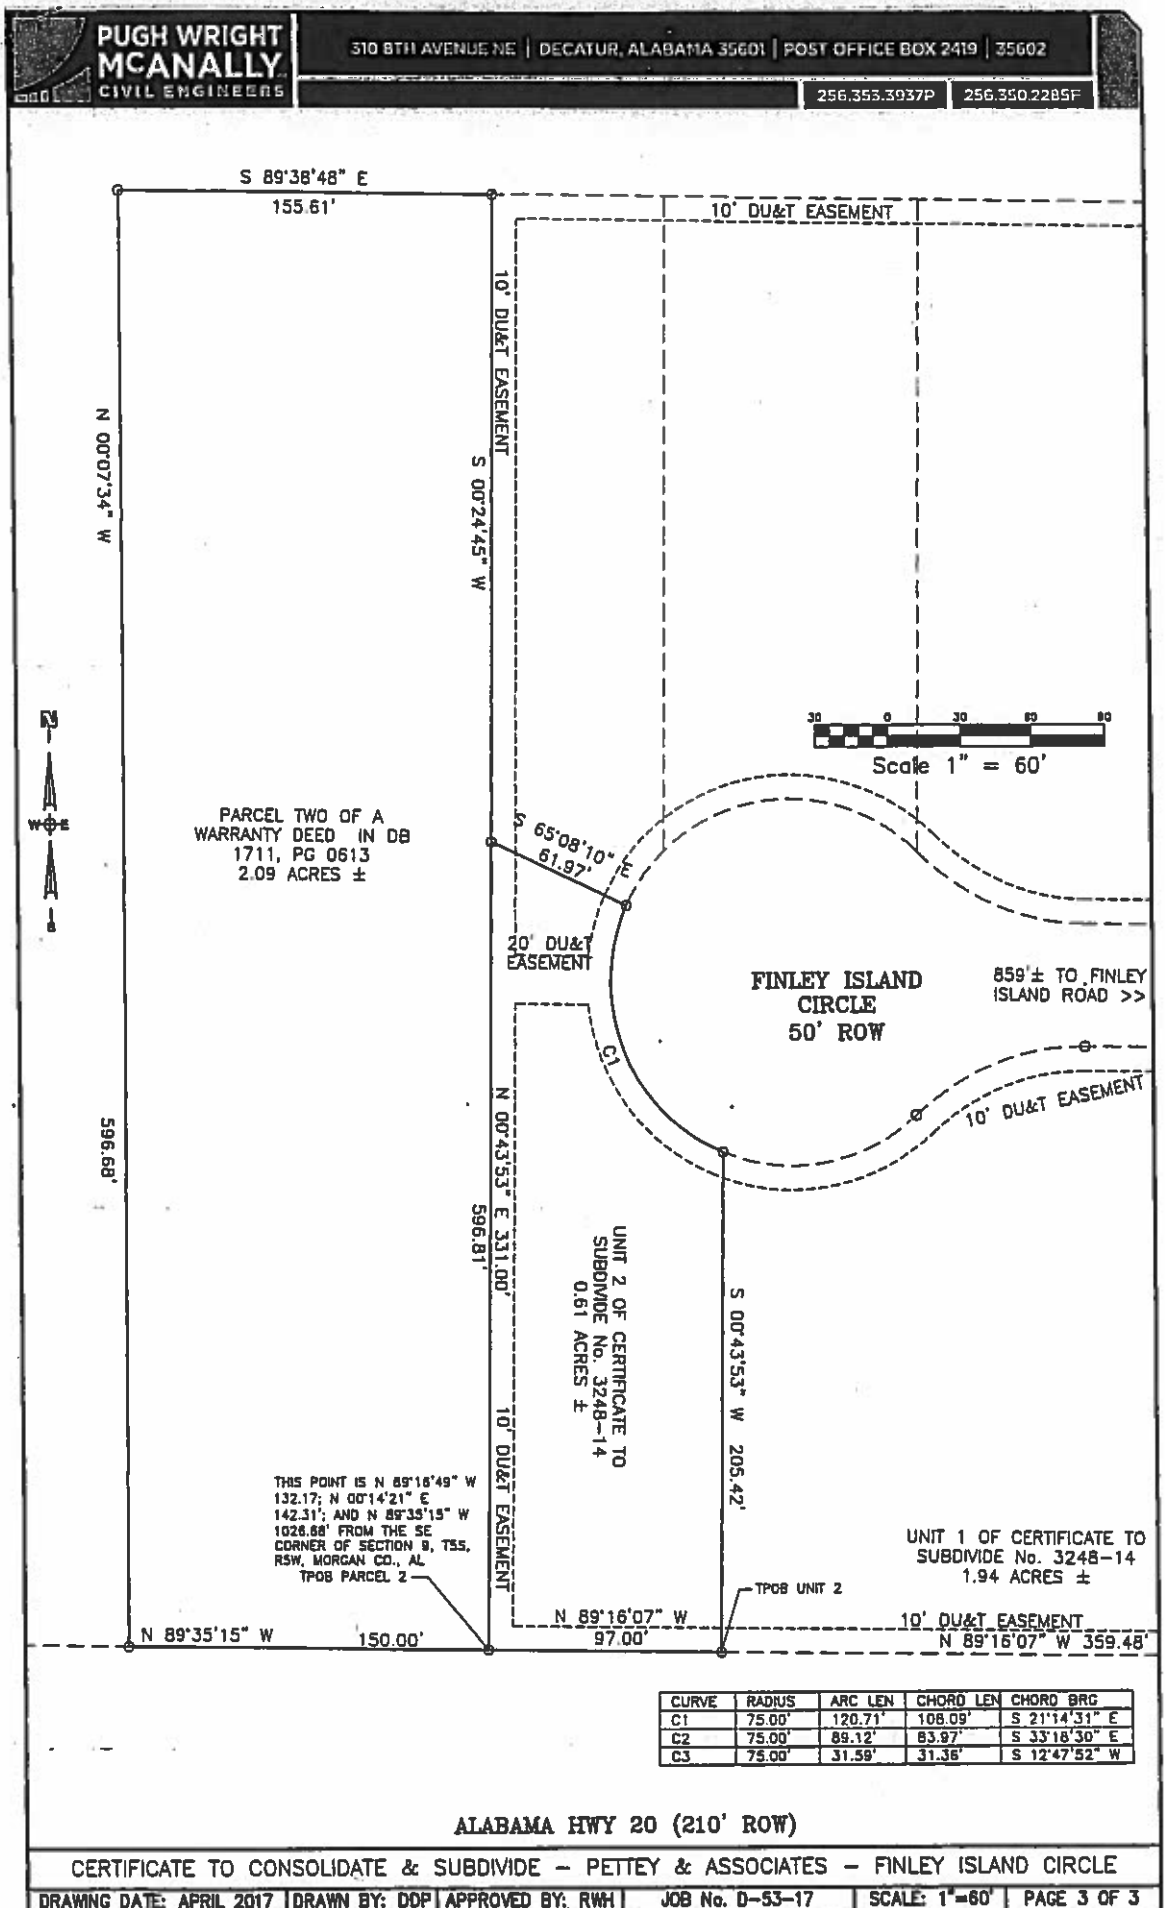 PUGH WRIGHT
MCANALLY
CIVIL ENGINEERS
310 8TH AVENUE NE | DECATUR, ALABAMA 35601 | POST OFFICE BOX 2419 | 35602
256.353.3937P
256.350.2285F
S 89°38'48" E
155.61'
10' DU&T EASEMENT
10' DU&T EASEMENT
N 00°07'34" W
S 00°24'45" W
N
W E
S
30 0 30 60 90
Scale 1" = 60'
PARCEL TWO OF A
WARRANTY DEED IN DB
1711, PG 0613
2.09 ACRES ±
S 65°08'10" E
61.97'
20' DU&T
EASEMENT
FINLEY ISLAND
CIRCLE
50' ROW
859'± TO FINLEY
ISLAND ROAD >>
C1
10' DU&T EASEMENT
596.68'
N 00°43'53" E 331.00'
596.81'
UNIT 2 OF CERTIFICATE TO
SUBDIVIDE No. 3248-14
0.61 ACRES ±
S 00°43'53" W 205.42'
10' DU&T EASEMENT
THIS POINT IS N 89°16'49" W
132.17; N 00°14'21" E
142.31'; AND N 89°35'15" W
1026.68' FROM THE SE
CORNER OF SECTION 9, T5S,
R5W, MORGAN CO., AL
TPOB PARCEL 2
UNIT 1 OF CERTIFICATE TO
SUBDIVIDE No. 3248-14
1.94 ACRES ±
TPOB UNIT 2
N 89°35'15" W 150.00'
N 89°16'07" W
97.00'
10' DU&T EASEMENT
N 89°16'07" W 359.48'
CURVE RADIUS ARC LEN CHORD LEN CHORD BRG
C1 75.00' 120.71' 108.09' S 21°14'31" E
C2 75.00' 89.12' 83.97' S 33°18'30" E
C3 75.00' 31.59' 31.36' S 12°47'52" W
ALABAMA HWY 20 (210' ROW)
CERTIFICATE TO CONSOLIDATE & SUBDIVIDE - PETTEY & ASSOCIATES - FINLEY ISLAND CIRCLE
DRAWING DATE: APRIL 2017 | DRAWN BY: DDP | APPROVED BY: RWH | JOB No. D-53-17 | SCALE: 1"=60' | PAGE 3 OF 3